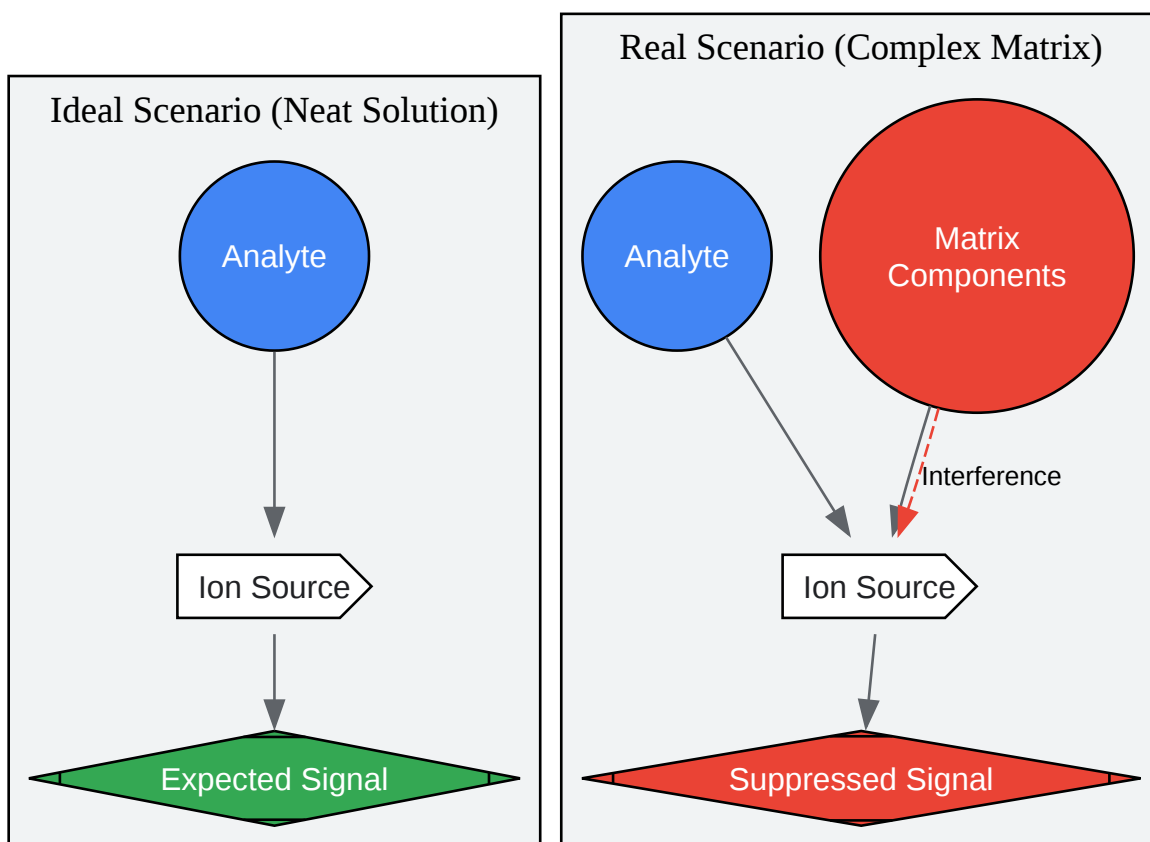 Ideal Scenario (Neat Solution)
Analyte
Ion Source
Expected Signal
Real Scenario (Complex Matrix)
Analyte
Matrix
Components
Interference
Ion Source
Suppressed Signal